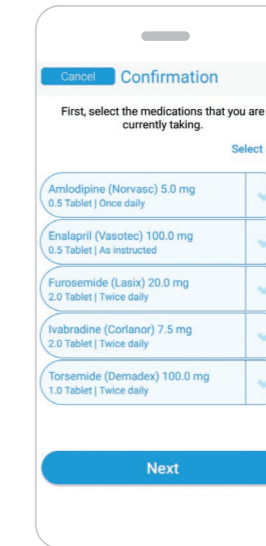 Cancel Confirmation
First, select the medications that you are
currently taking.
Select
Amlodipine (Norvasc) 5.0 mg
0.5 Tablet | Once daily
Enalapril (Vasotec) 100.0 mg
0.5 Tablet | As instructed
Furosemide (Lasix) 20.0 mg
2.0 Tablet | Twice daily
Ivabradine (Corlanor) 7.5 mg
2.0 Tablet | Twice daily
Torsemide (Demadex) 100.0 mg
1.0 Tablet | Twice daily
Next